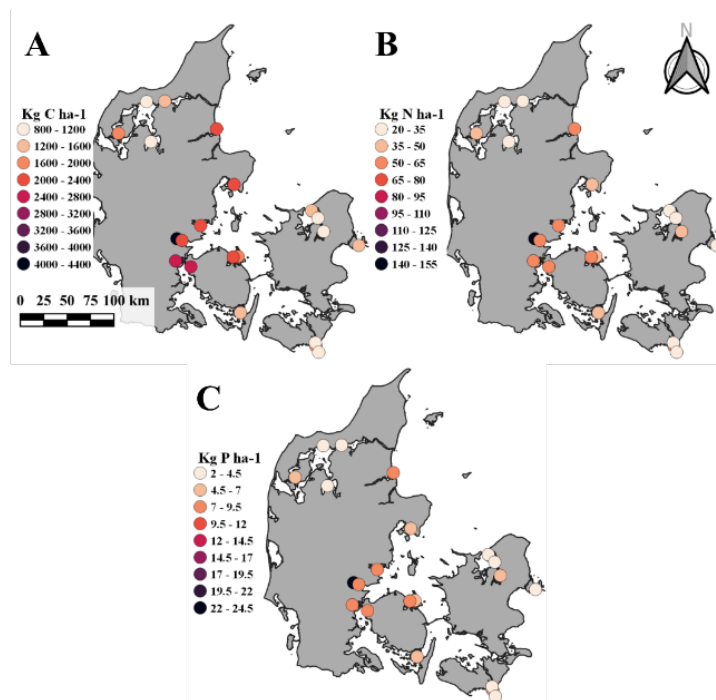 A
Kg C ha-1
800 - 1200
1200 - 1600
1600 - 2000
2000 - 2400
2400 - 2800
2800 - 3200
3200 - 3600
3600 - 4000
4000 - 4400
0 25 50 75 100 km
B
N
Kg N ha-1
20 - 35
35 - 50
50 - 65
65 - 80
80 - 95
95 - 110
110 - 125
125 - 140
140 - 155
C
Kg P ha-1
2 - 4.5
4.5 - 7
7 - 9.5
9.5 - 12
12 - 14.5
14.5 - 17
17 - 19.5
19.5 - 22
22 - 24.5